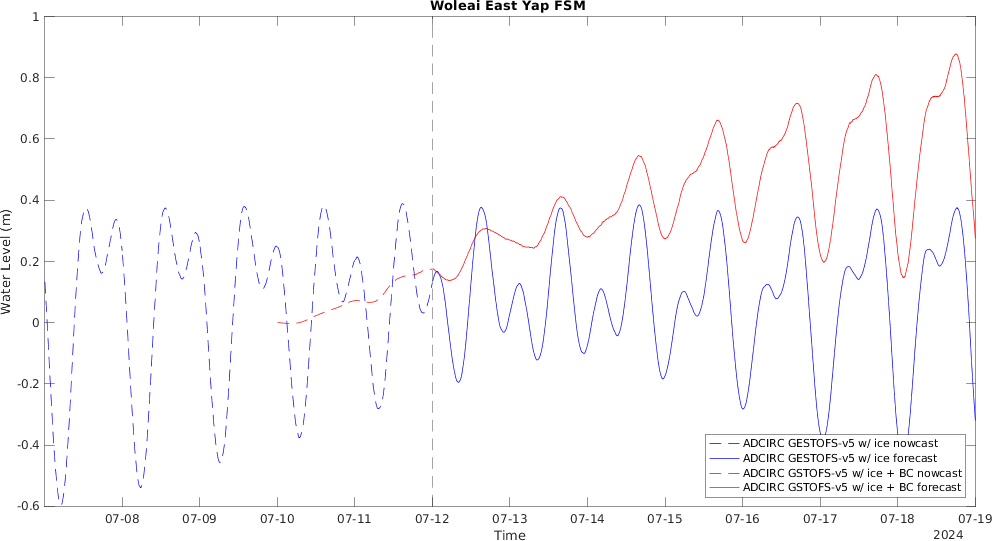 Woleai East Yap FSM
Water Level (m)
1
0.8
0.6
0.4
0.2
0
-0.2
-0.4
-0.6
ADCIRC GESTOFS-v5 w/ ice nowcast
ADCIRC GESTOFS-v5 w/ ice forecast
ADCIRC GSTOFS-v5 w/ ice + BC nowcast
ADCIRC GSTOFS-v5 w/ ice + BC forecast
07-08 07-09 07-10 07-11 07-12 07-13 07-14 07-15 07-16 07-17 07-18 07-19
Time
2024